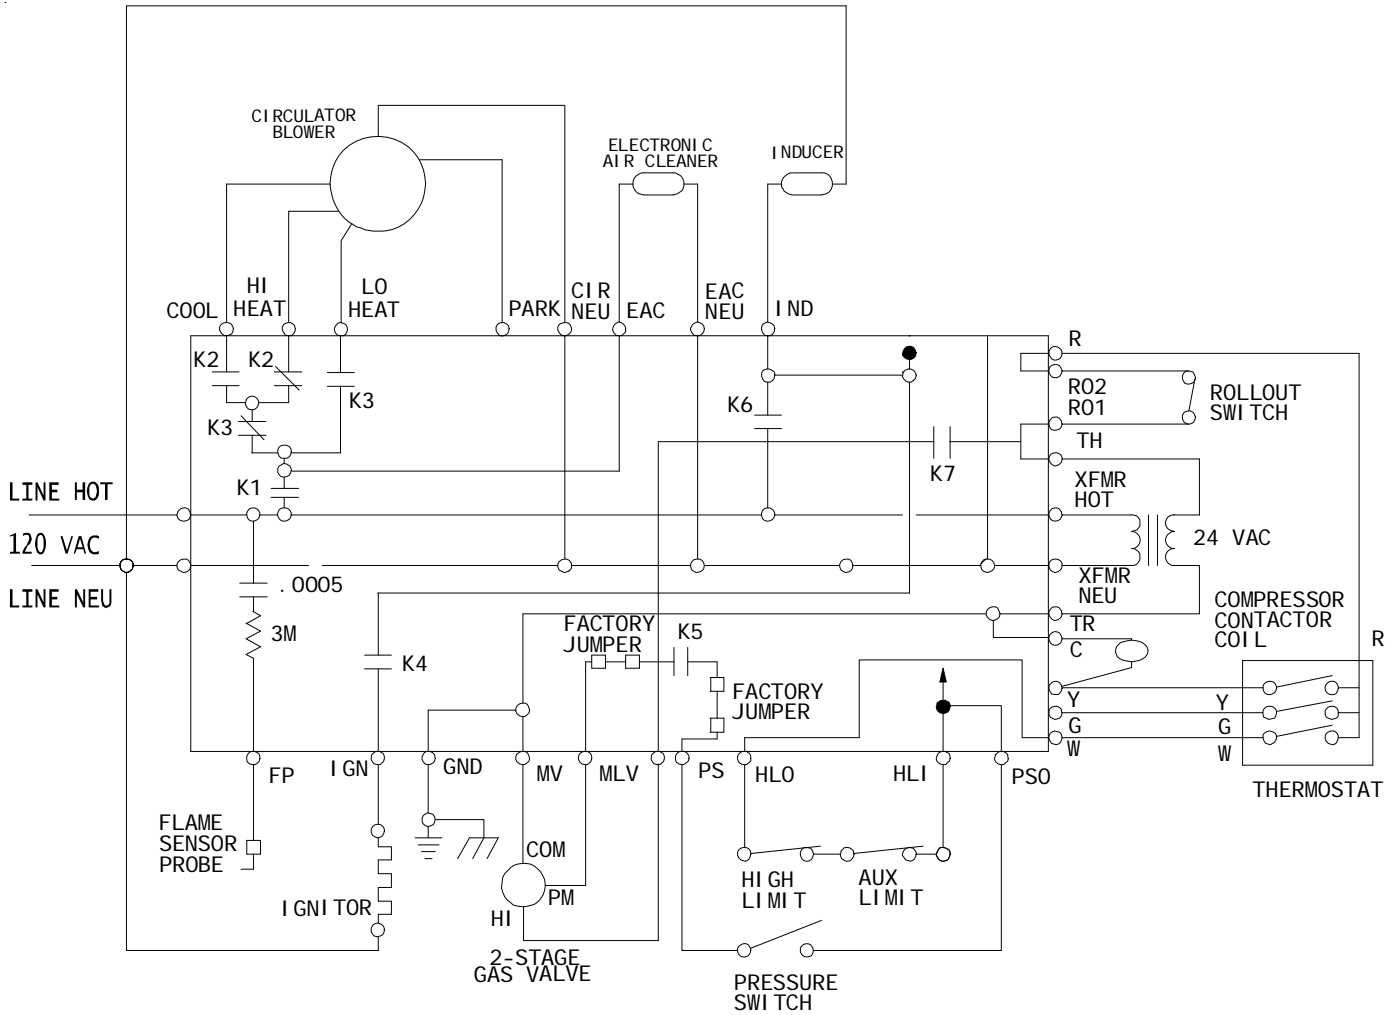 CIRCULATOR
BLOWER
ELECTRONIC
AIR CLEANER
INDUCER
COOL
HI
HEAT
LO
HEAT
PARK
CIR
NEU
EAC
EAC
NEU
IND
R
K2
K2
K3
K3
K6
RO2
RO1
ROLLOUT
SWITCH
TH
K1
K7
LINE HOT
XFMR
HOT
120 VAC
24 VAC
LINE NEU
.0005
XFMR
NEU
3M
K4
FACTORY
JUMPER
K5
FACTORY
JUMPER
TR
C
COMPRESSOR
CONTACTOR
COIL
R
Y
G
W
Y
G
W
THERMOSTAT
FP
IGN
GND
MV
MLV
PS
HLO
HLI
PSO
FLAME
SENSOR
PROBE
IGNITOR
COM
PM
HI
2-STAGE
GAS VALVE
HIGH
LIMIT
AUX
LIMIT
PRESSURE
SWITCH